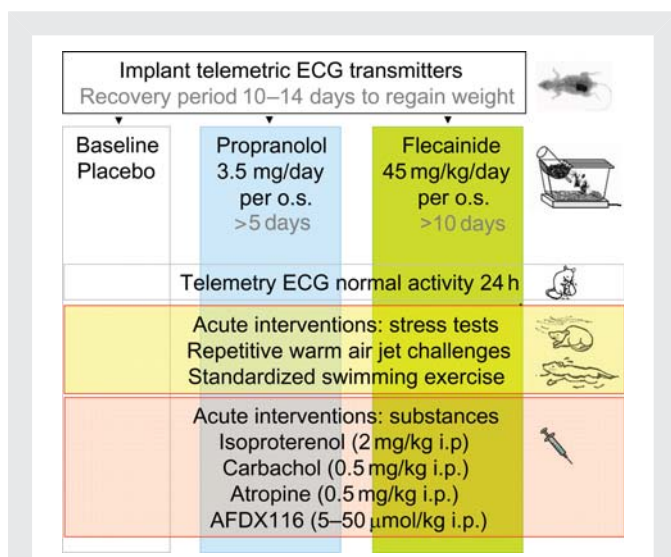 Implant telemetric ECG transmitters
Recovery period 10–14 days to regain weight
Baseline
Placebo
Propranolol
3.5 mg/day
per o.s.
>5 days
Flecainide
45 mg/kg/day
per o.s.
>10 days
Telemetry ECG normal activity 24 h
Acute interventions: stress tests
Repetitive warm air jet challenges
Standardized swimming exercise
Acute interventions: substances
Isoproterenol (2 mg/kg i.p)
Carbachol (0.5 mg/kg i.p.)
Atropine (0.5 mg/kg i.p.)
AFDX116 (5–50 μmol/kg i.p.)